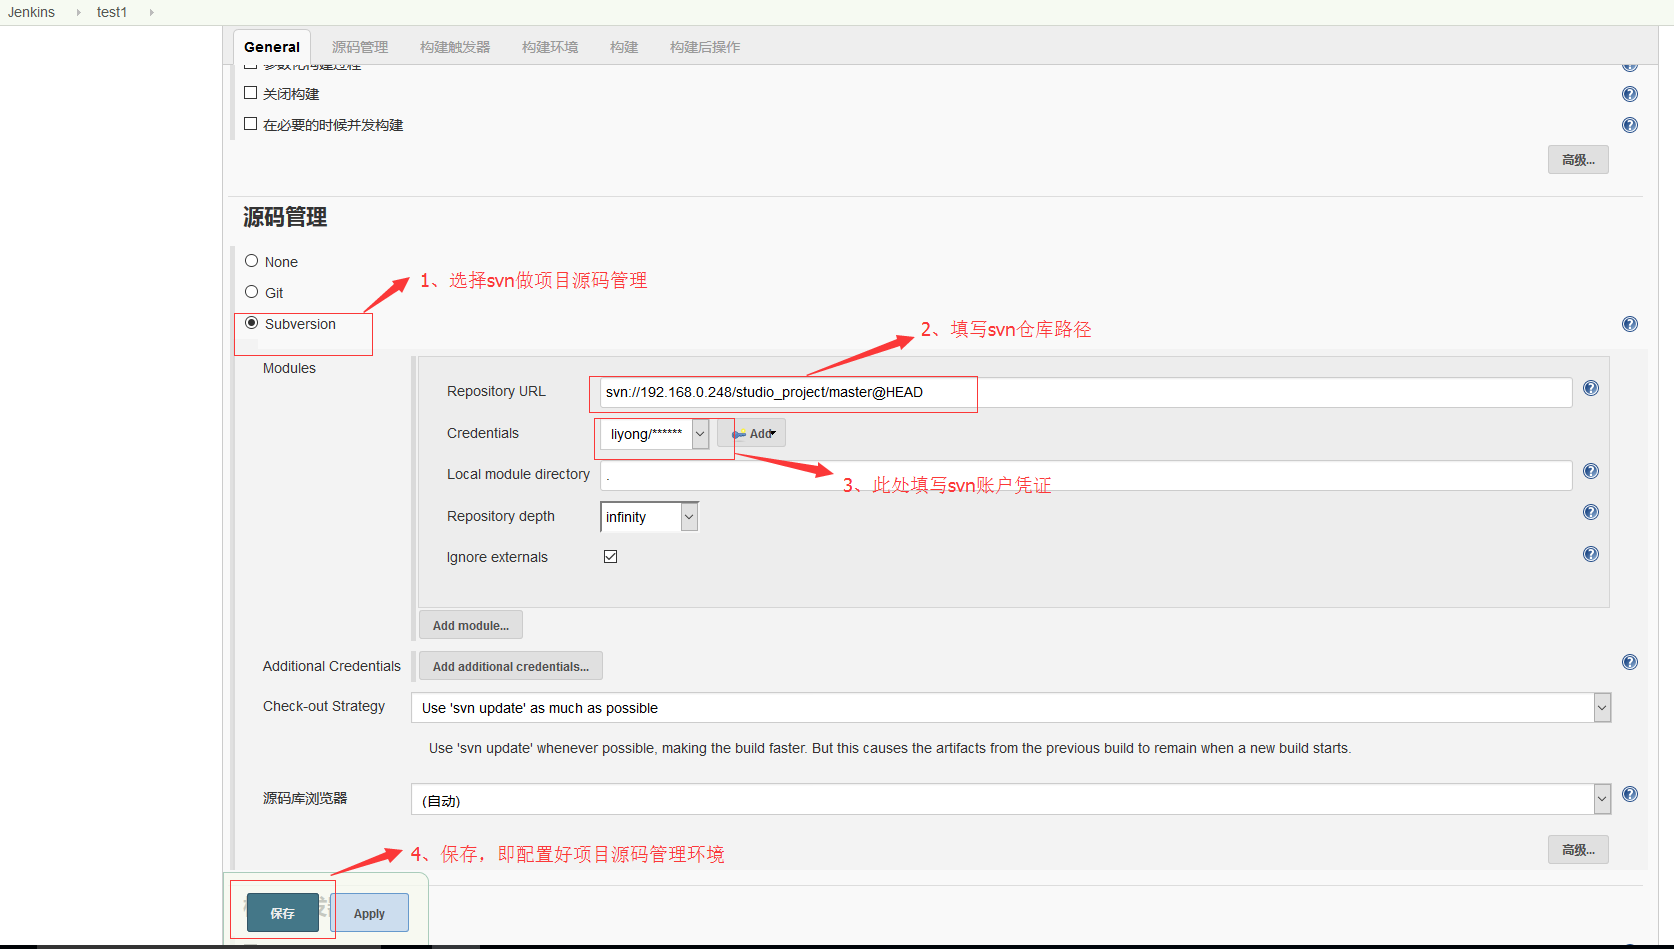 Jenkins test1
General 源码管理 构建触发器 构建环境 构建 构建后操作
参数化构建过程
关闭构建
在必要的时候并发构建
高级...
源码管理
None
Git
1、选择svn做项目源码管理
Subversion
2、填写svn仓库路径
Modules
Repository URL svn://192.168.0.248/studio_project/master@HEAD
Credentials liyong/****** Add
Local module directory .
3、此处填写svn账户凭证
Repository depth infinity
Ignore externals
Add module...
Additional Credentials Add additional credentials...
Check-out Strategy Use 'svn update' as much as possible
Use 'svn update' whenever possible, making the build faster. But this causes the artifacts from the previous build to remain when a new build starts.
源码库浏览器 (自动)
高级...
4、保存，即配置好项目源码管理环境
保存 Apply